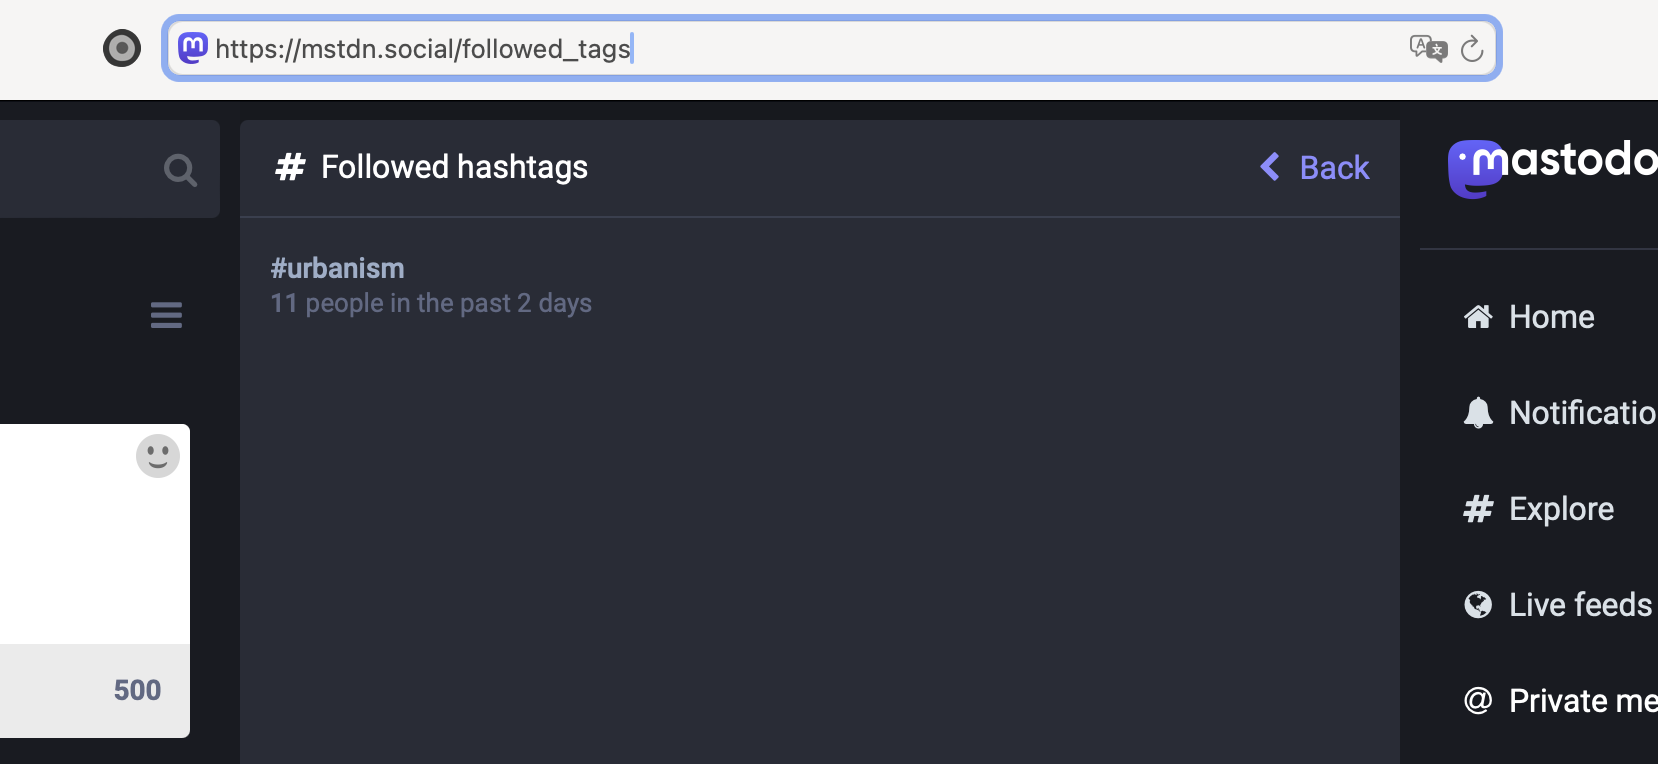 https://mstdn.social/followed_tags
# Followed hashtags
Back
mastodo
#urbanism
11 people in the past 2 days
Home
Notificatio
# Explore
Live feeds
500
@ Private me